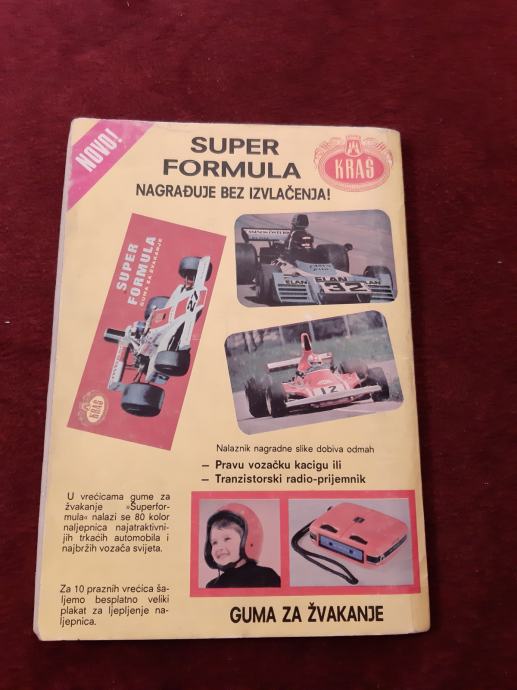 NOVO!
SUPER
FORMULA
KRAŠ
NAGRAĐUJE BEZ IZVLAČENJA!
SUPER
FORMULA
GUMA ZA ŽVAKANJE
27
KRAŠ
ELAN
ELAN
32
12
Nalaznik nagradne slike dobiva odmah
— Pravu vozačku kacigu ili
— Tranzistorski radio-prijemnik
U vrećicama gume za
žvakanje »Superfor-
mula« nalazi se 80 kolor
naljepnica najatraktivni-
jih trkaćih automobila i
najbržih vozača svijeta.
Za 10 praznih vrećica ša-
ljemo besplatno veliki
plakat za ljepljenje na-
ljepnica.
GUMA ZA ŽVAKANJE